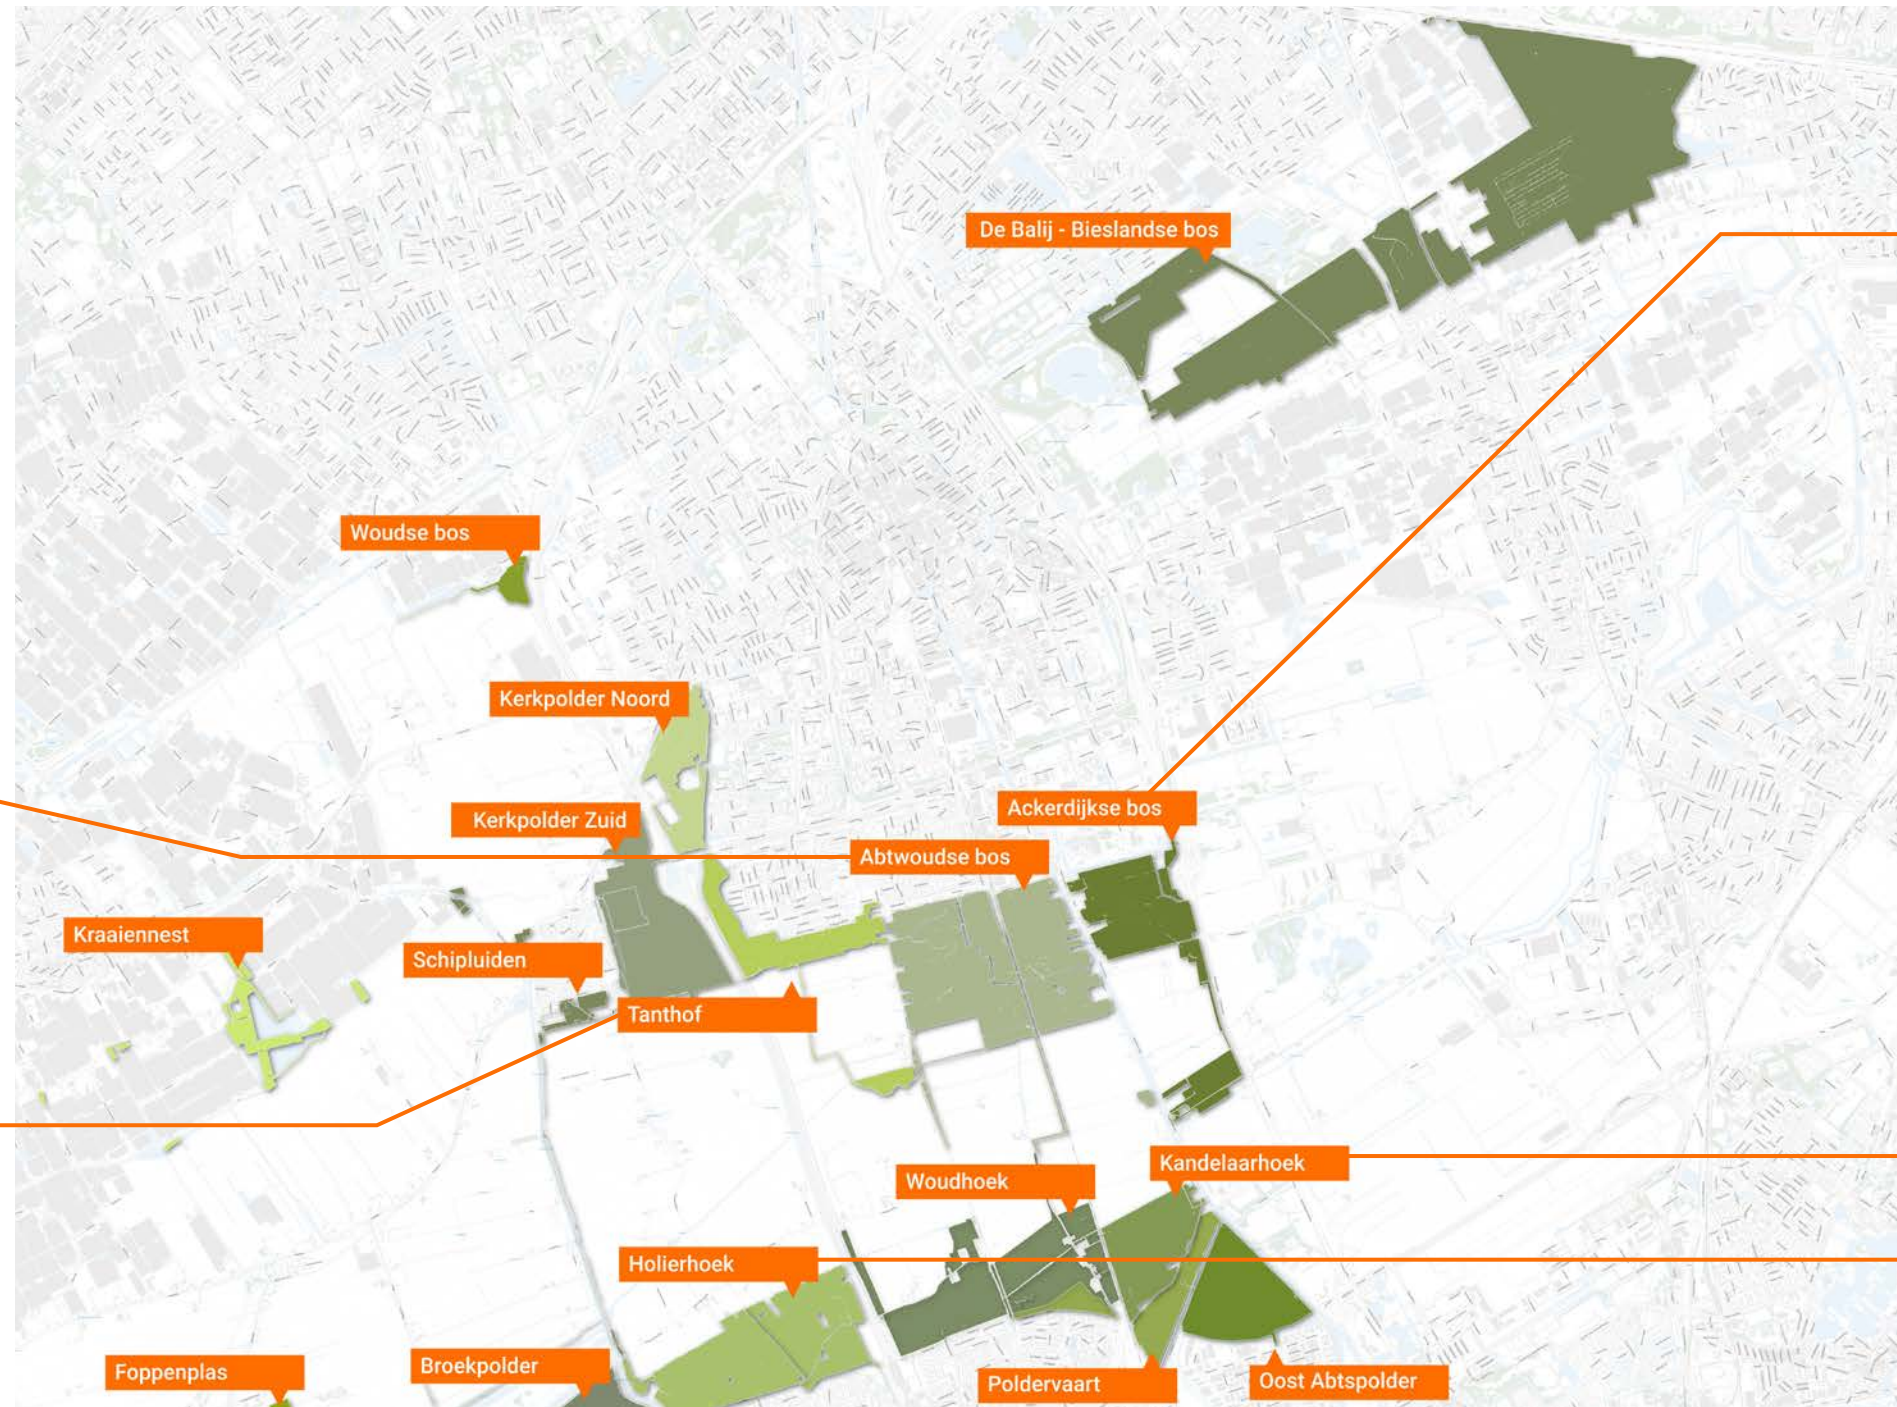 De Balij - Bieslandse bos
Woudse bos
Kerkpolder Noord
Ackerdijkse bos
Kerkpolder Zuid
Abtwoudse bos
Kraaiennest
Schipluiden
Tanthof
Kandelaarhoek
Woudhoek
Holierhoek
Foppenplas
Broekpolder
Poldervaart
Oost Abtspolder